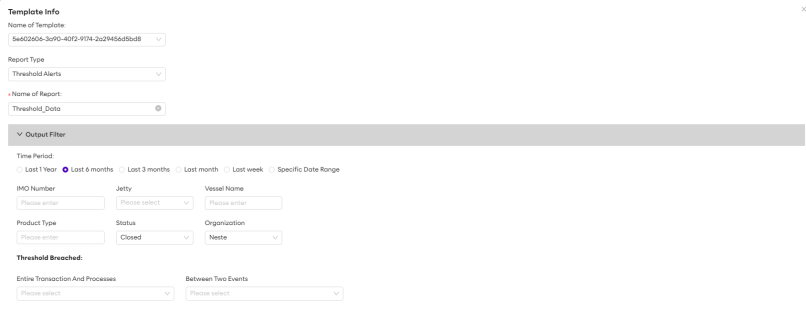 Template Info
Name of Template:
5e602606-3a90-40f2-9174-2a29456d5bd8
Report Type
Threshold Alerts
* Name of Report:
Threshold_Data
Output Filter
Time Period:
Last 1 Year Last 6 months Last 3 months Last month Last week Specific Date Range
IMO Number Jetty Vessel Name
Please enter Please select Please enter
Product Type Status Organization
Please enter Closed Neste
Threshold Breached:
Entire Transaction And Processes Between Two Events
Please select Please select